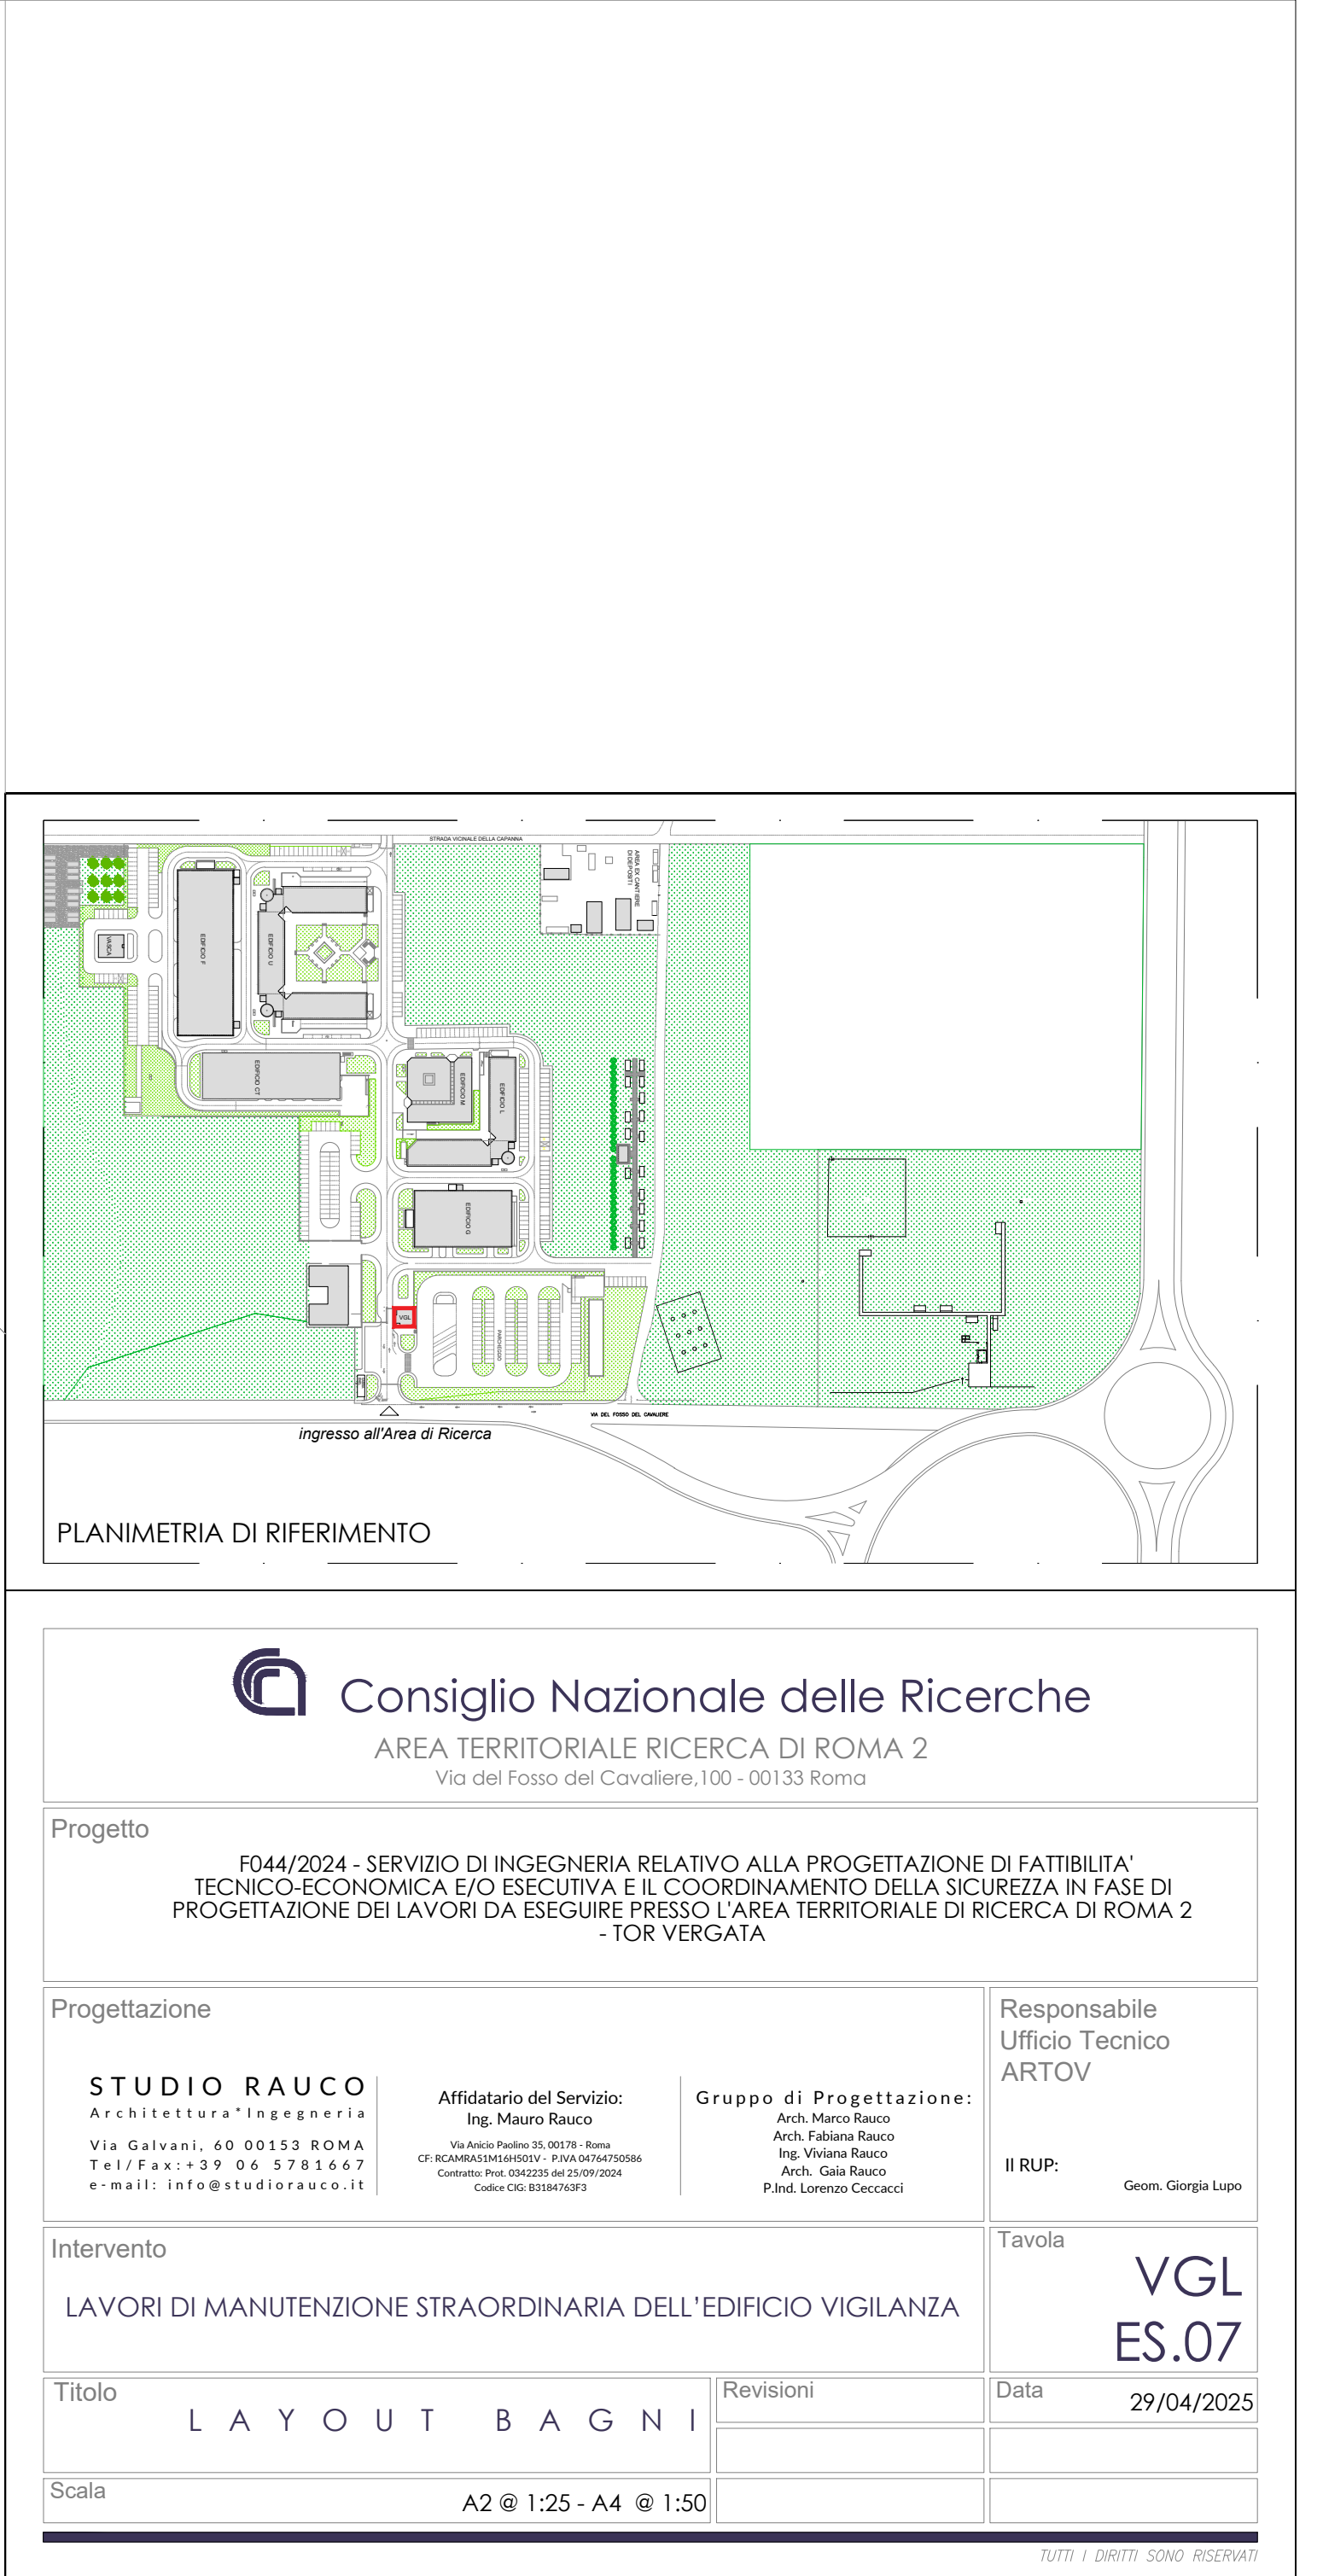 STRADA VICINALE DELLA CAPANNA
AREA EX CANTIERE
DI DEPOSITI
VASCA
EDIFICIO F
EDIFICIO U
EDIFICIO CT
EDIFICIO M
EDIFICIO L
EDIFICIO G
VGL
PARCHEGGIO
VIA DEL FOSSO DEL CAVALIERE
ingresso all'Area di Ricerca
PLANIMETRIA DI RIFERIMENTO
Consiglio Nazionale delle Ricerche
AREA TERRITORIALE RICERCA DI ROMA 2
Via del Fosso del Cavaliere,100 - 00133 Roma
Progetto
F044/2024 - SERVIZIO DI INGEGNERIA RELATIVO ALLA PROGETTAZIONE DI FATTIBILITA'
TECNICO-ECONOMICA E/O ESECUTIVA E IL COORDINAMENTO DELLA SICUREZZA IN FASE DI
PROGETTAZIONE DEI LAVORI DA ESEGUIRE PRESSO L'AREA TERRITORIALE DI RICERCA DI ROMA 2
- TOR VERGATA
Progettazione
STUDIO RAUCO
Architettura*Ingegneria
Via Galvani, 60 00153 ROMA
Tel/Fax:+39 06 5781667
e-mail: info@studiorauco.it
Affidatario del Servizio:
Ing. Mauro Rauco
Via Anicio Paolino 35, 00178 - Roma
CF: RCAMRA51M16H501V - P.IVA 04764750586
Contratto: Prot. 0342235 del 25/09/2024
Codice CIG: B3184763F3
Gruppo di Progettazione:
Arch. Marco Rauco
Arch. Fabiana Rauco
Ing. Viviana Rauco
Arch. Gaia Rauco
P.Ind. Lorenzo Ceccacci
Responsabile
Ufficio Tecnico
ARTOV
Il RUP:
Geom. Giorgia Lupo
Intervento
LAVORI DI MANUTENZIONE STRAORDINARIA DELL'EDIFICIO VIGILANZA
Tavola
VGL
ES.07
Titolo
LAYOUT BAGNI
Revisioni
Data
29/04/2025
Scala
A2 @ 1:25 - A4 @ 1:50
TUTTI I DIRITTI SONO RISERVATI